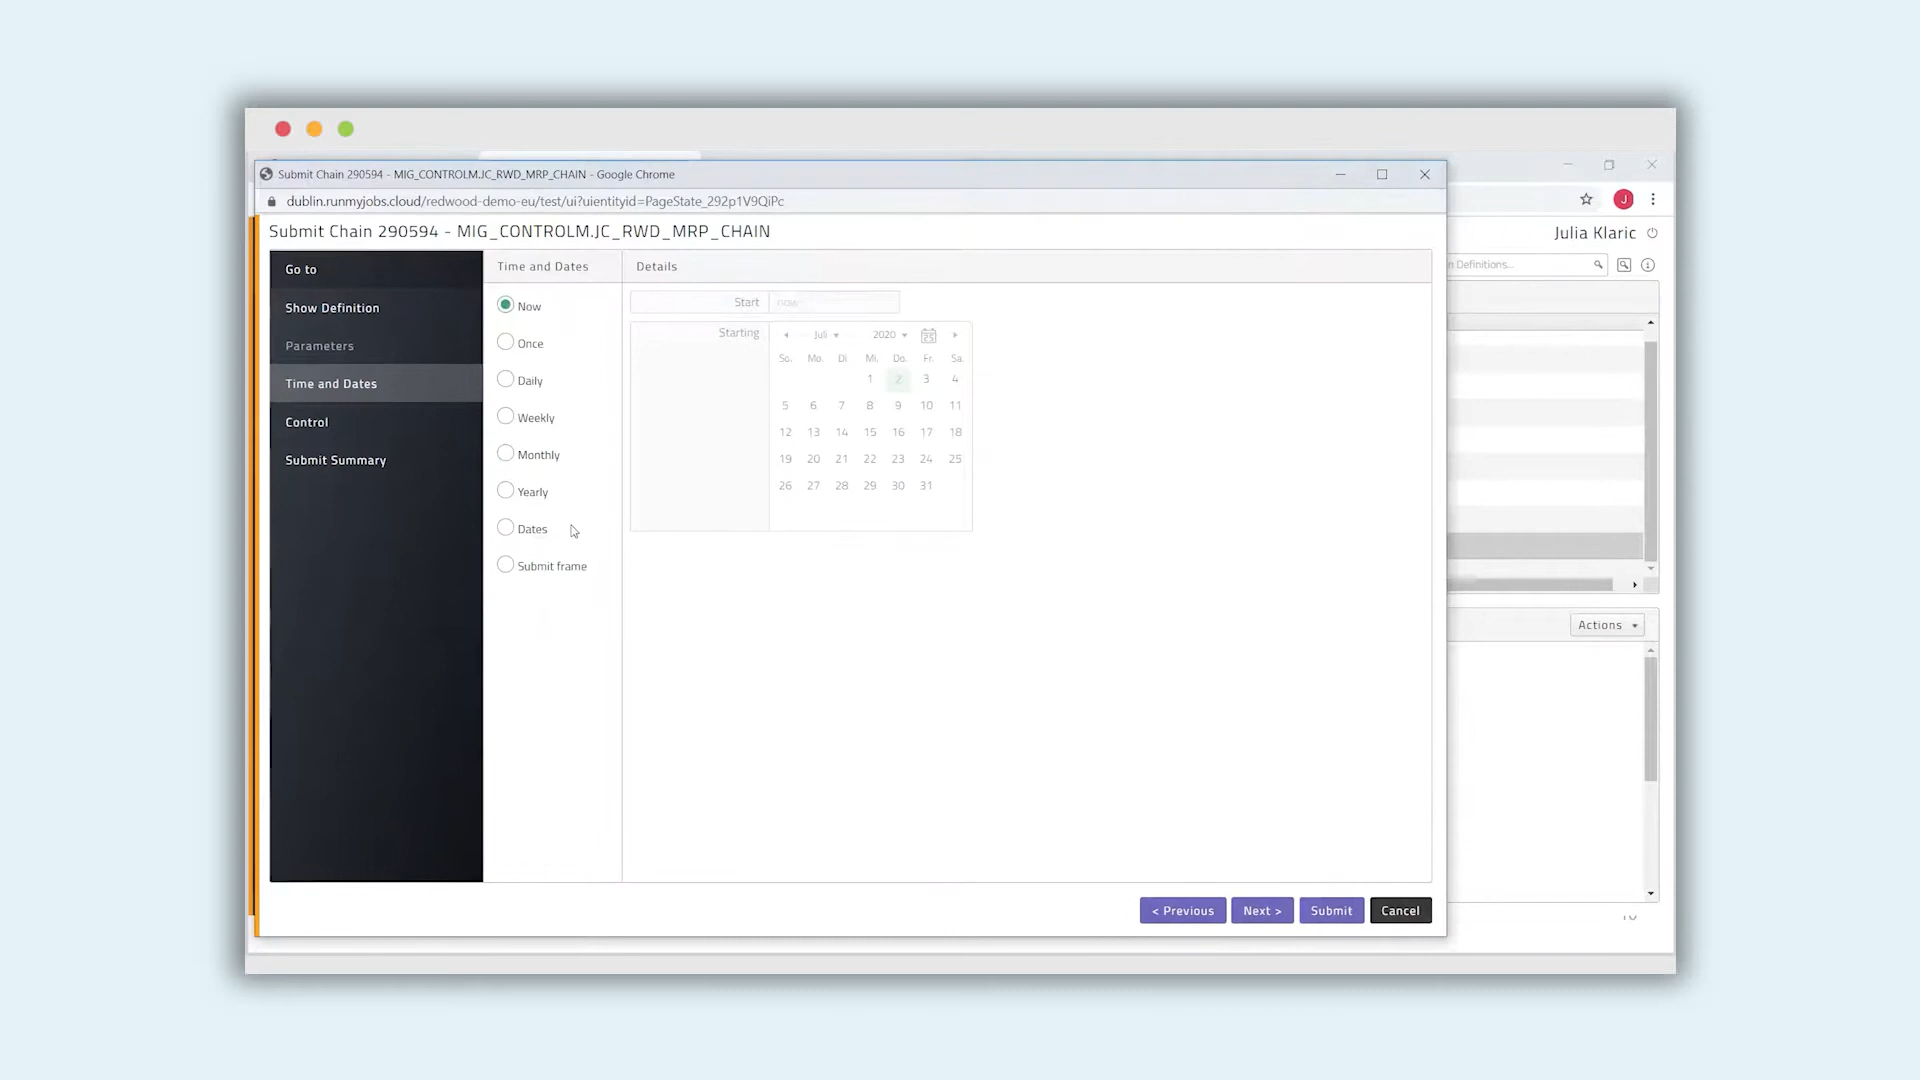 Submit Chain 290594 - MIG_CONTROLM.JC_RWD_MRP_CHAIN - Google Chrome
dublin.runmyjobs.cloud/redwood-demo-eu/test/ui?uientityid=PageState_292p1V9QiPc
J
Submit Chain 290594 - MIG_CONTROLM.JC_RWD_MRP_CHAIN
Julia Klaric
Definitions...
Go to
Show Definition
Parameters
Time and Dates
Control
Submit Summary
Time and Dates
Now
Once
Daily
Weekly
Monthly
Yearly
Dates
Submit frame
Details
Start now
Starting
Juli 2020 25
So. Mo. Di Mi. Do. Fr. Sa.
1 2 3 4
5 6 7 8 9 10 11
12 13 14 15 16 17 18
19 20 21 22 23 24 25
26 27 28 29 30 31
Actions
< Previous Next > Submit Cancel